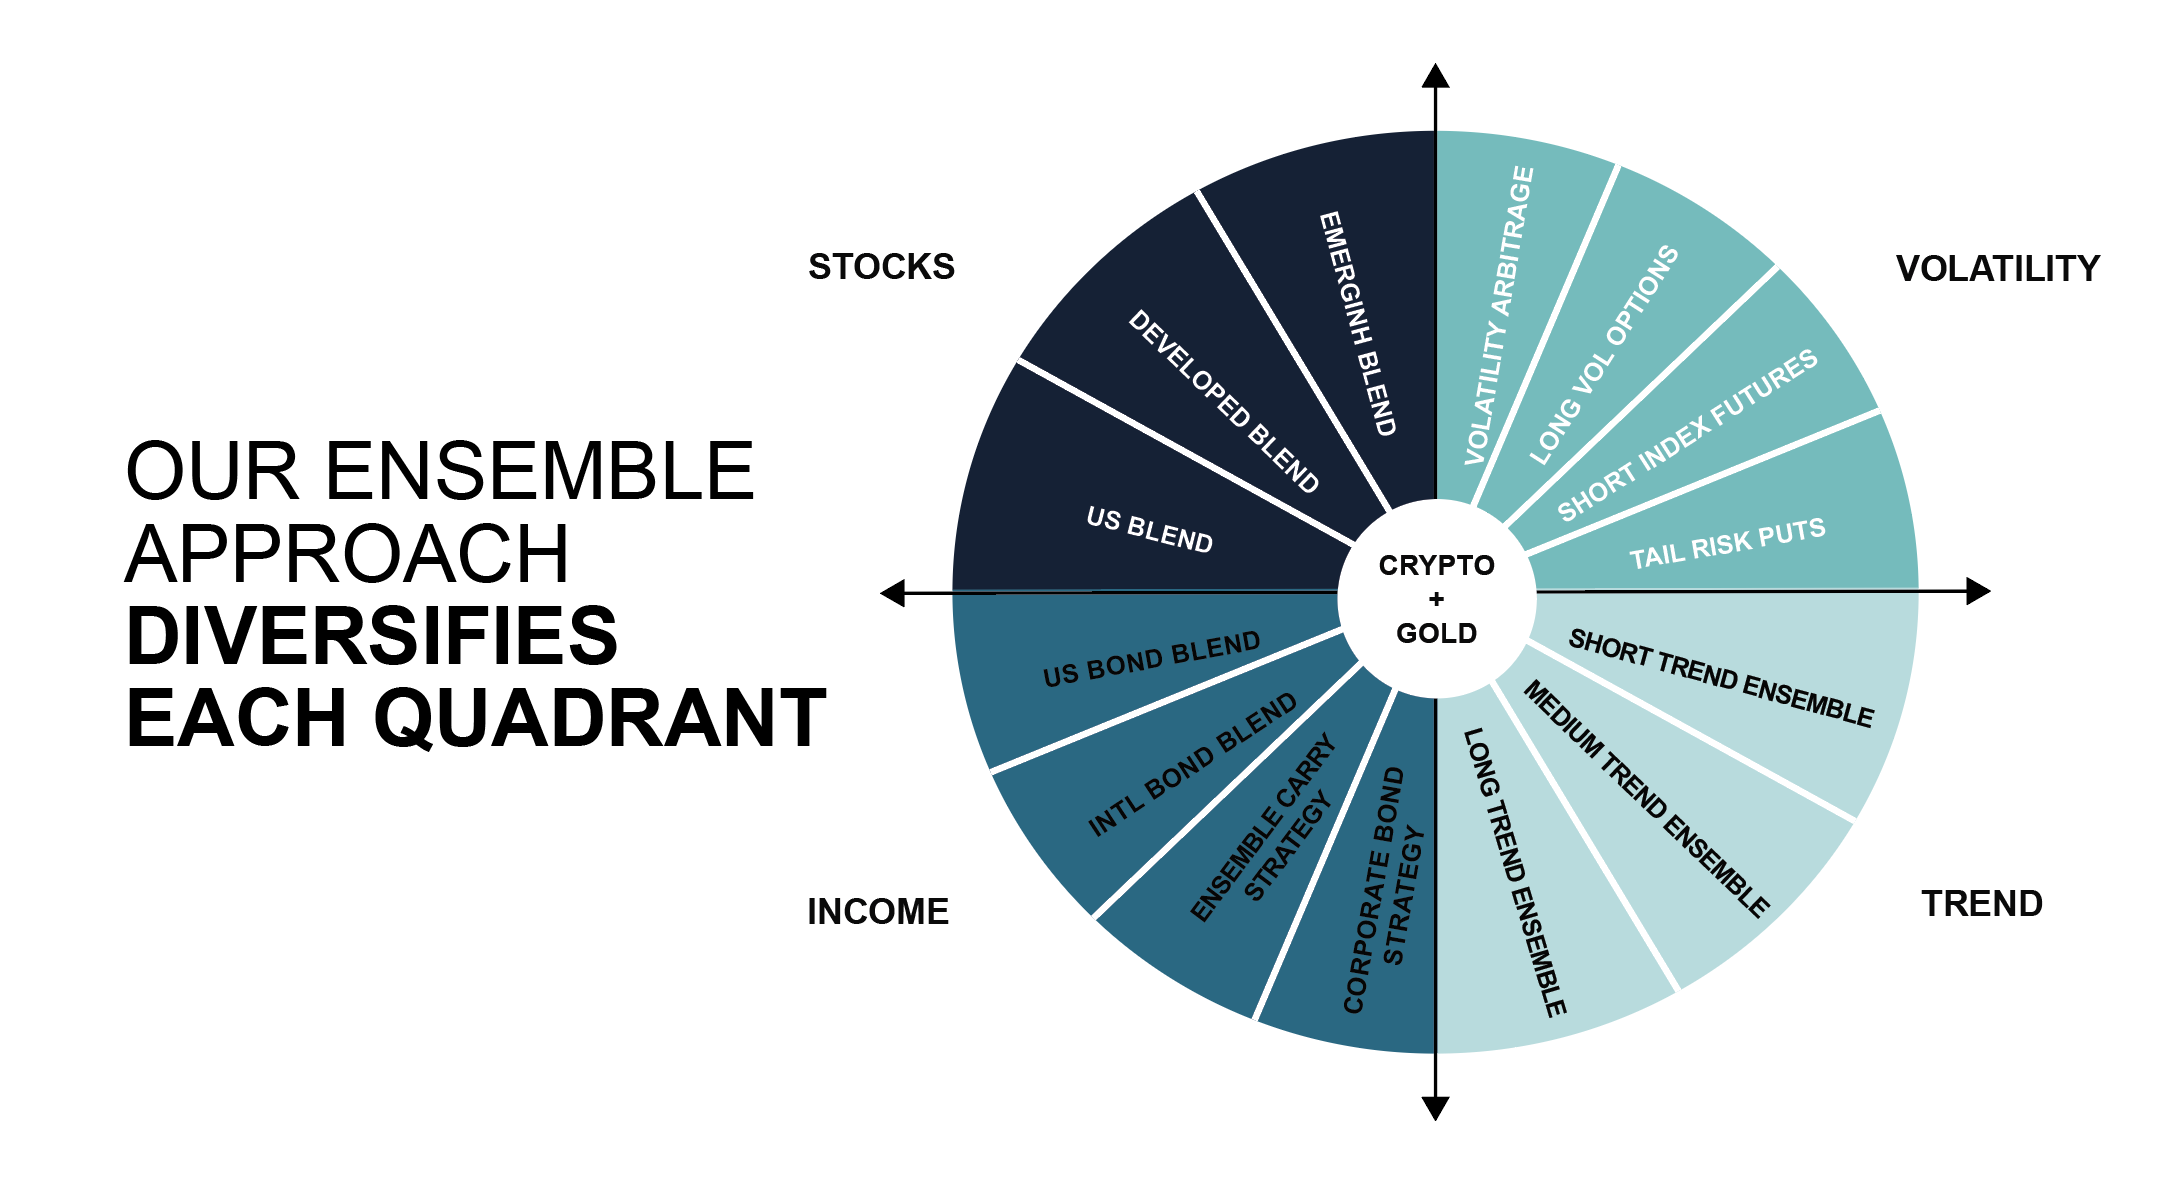 OUR ENSEMBLE
APPROACH
DIVERSIFIES
EACH QUADRANT
STOCKS
VOLATILITY
INCOME
TREND
US BLEND
DEVELOPED BLEND
EMERGINH BLEND
VOLATILITY ARBITRAGE
LONG VOL OPTIONS
SHORT INDEX FUTURES
TAIL RISK PUTS
SHORT TREND ENSEMBLE
MEDIUM TREND ENSEMBLE
LONG TREND ENSEMBLE
CORPORATE BOND
STRATEGY
ENSEMBLE CARRY
STRATEGY
INTL BOND BLEND
US BOND BLEND
CRYPTO
+
GOLD